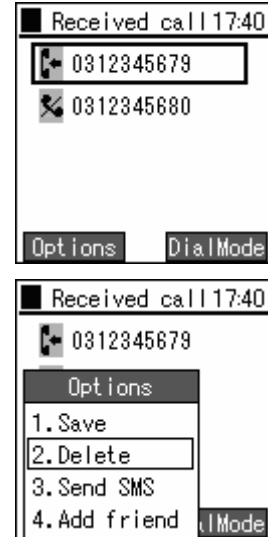 Received call 17:40
0312345679
0312345680
Options DialMode
Received call 17:40
0312345679
Options
1.Save
2.Delete
3.Send SMS
4.Add friend lMode